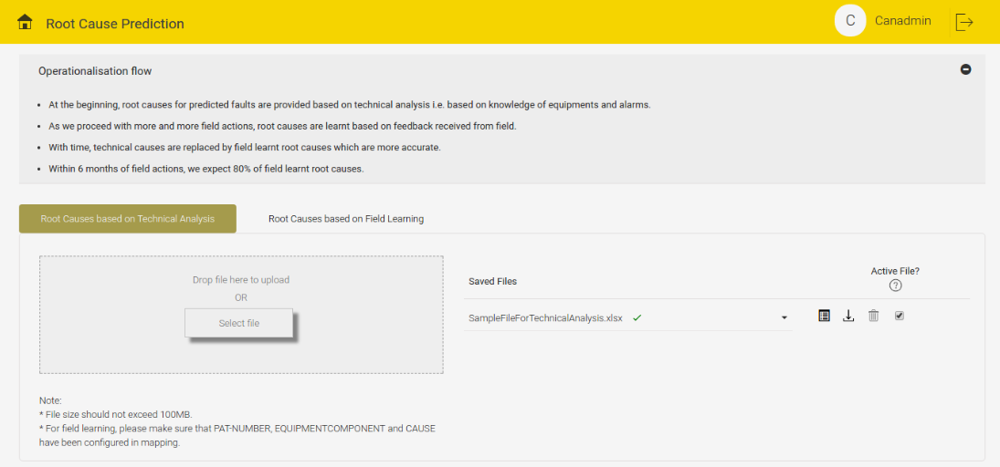 Root Cause Prediction
C
Canadmin
Operationalisation flow
At the beginning, root causes for predicted faults are provided based on technical analysis i.e. based on knowledge of equipments and alarms.
As we proceed with more and more field actions, root causes are learnt based on feedback received from field.
With time, technical causes are replaced by field learnt root causes which are more accurate.
Within 6 months of field actions, we expect 80% of field learnt root causes.
Root Causes based on Technical Analysis
Root Causes based on Field Learning
Drop file here to upload
OR
Select file
Note:
* File size should not exceed 100MB.
* For field learning, please make sure that PAT-NUMBER, EQUIPMENTCOMPONENT and CAUSE
have been configured in mapping.
Saved Files
Active File?
?
SampleFileForTechnicalAnalysis.xlsx